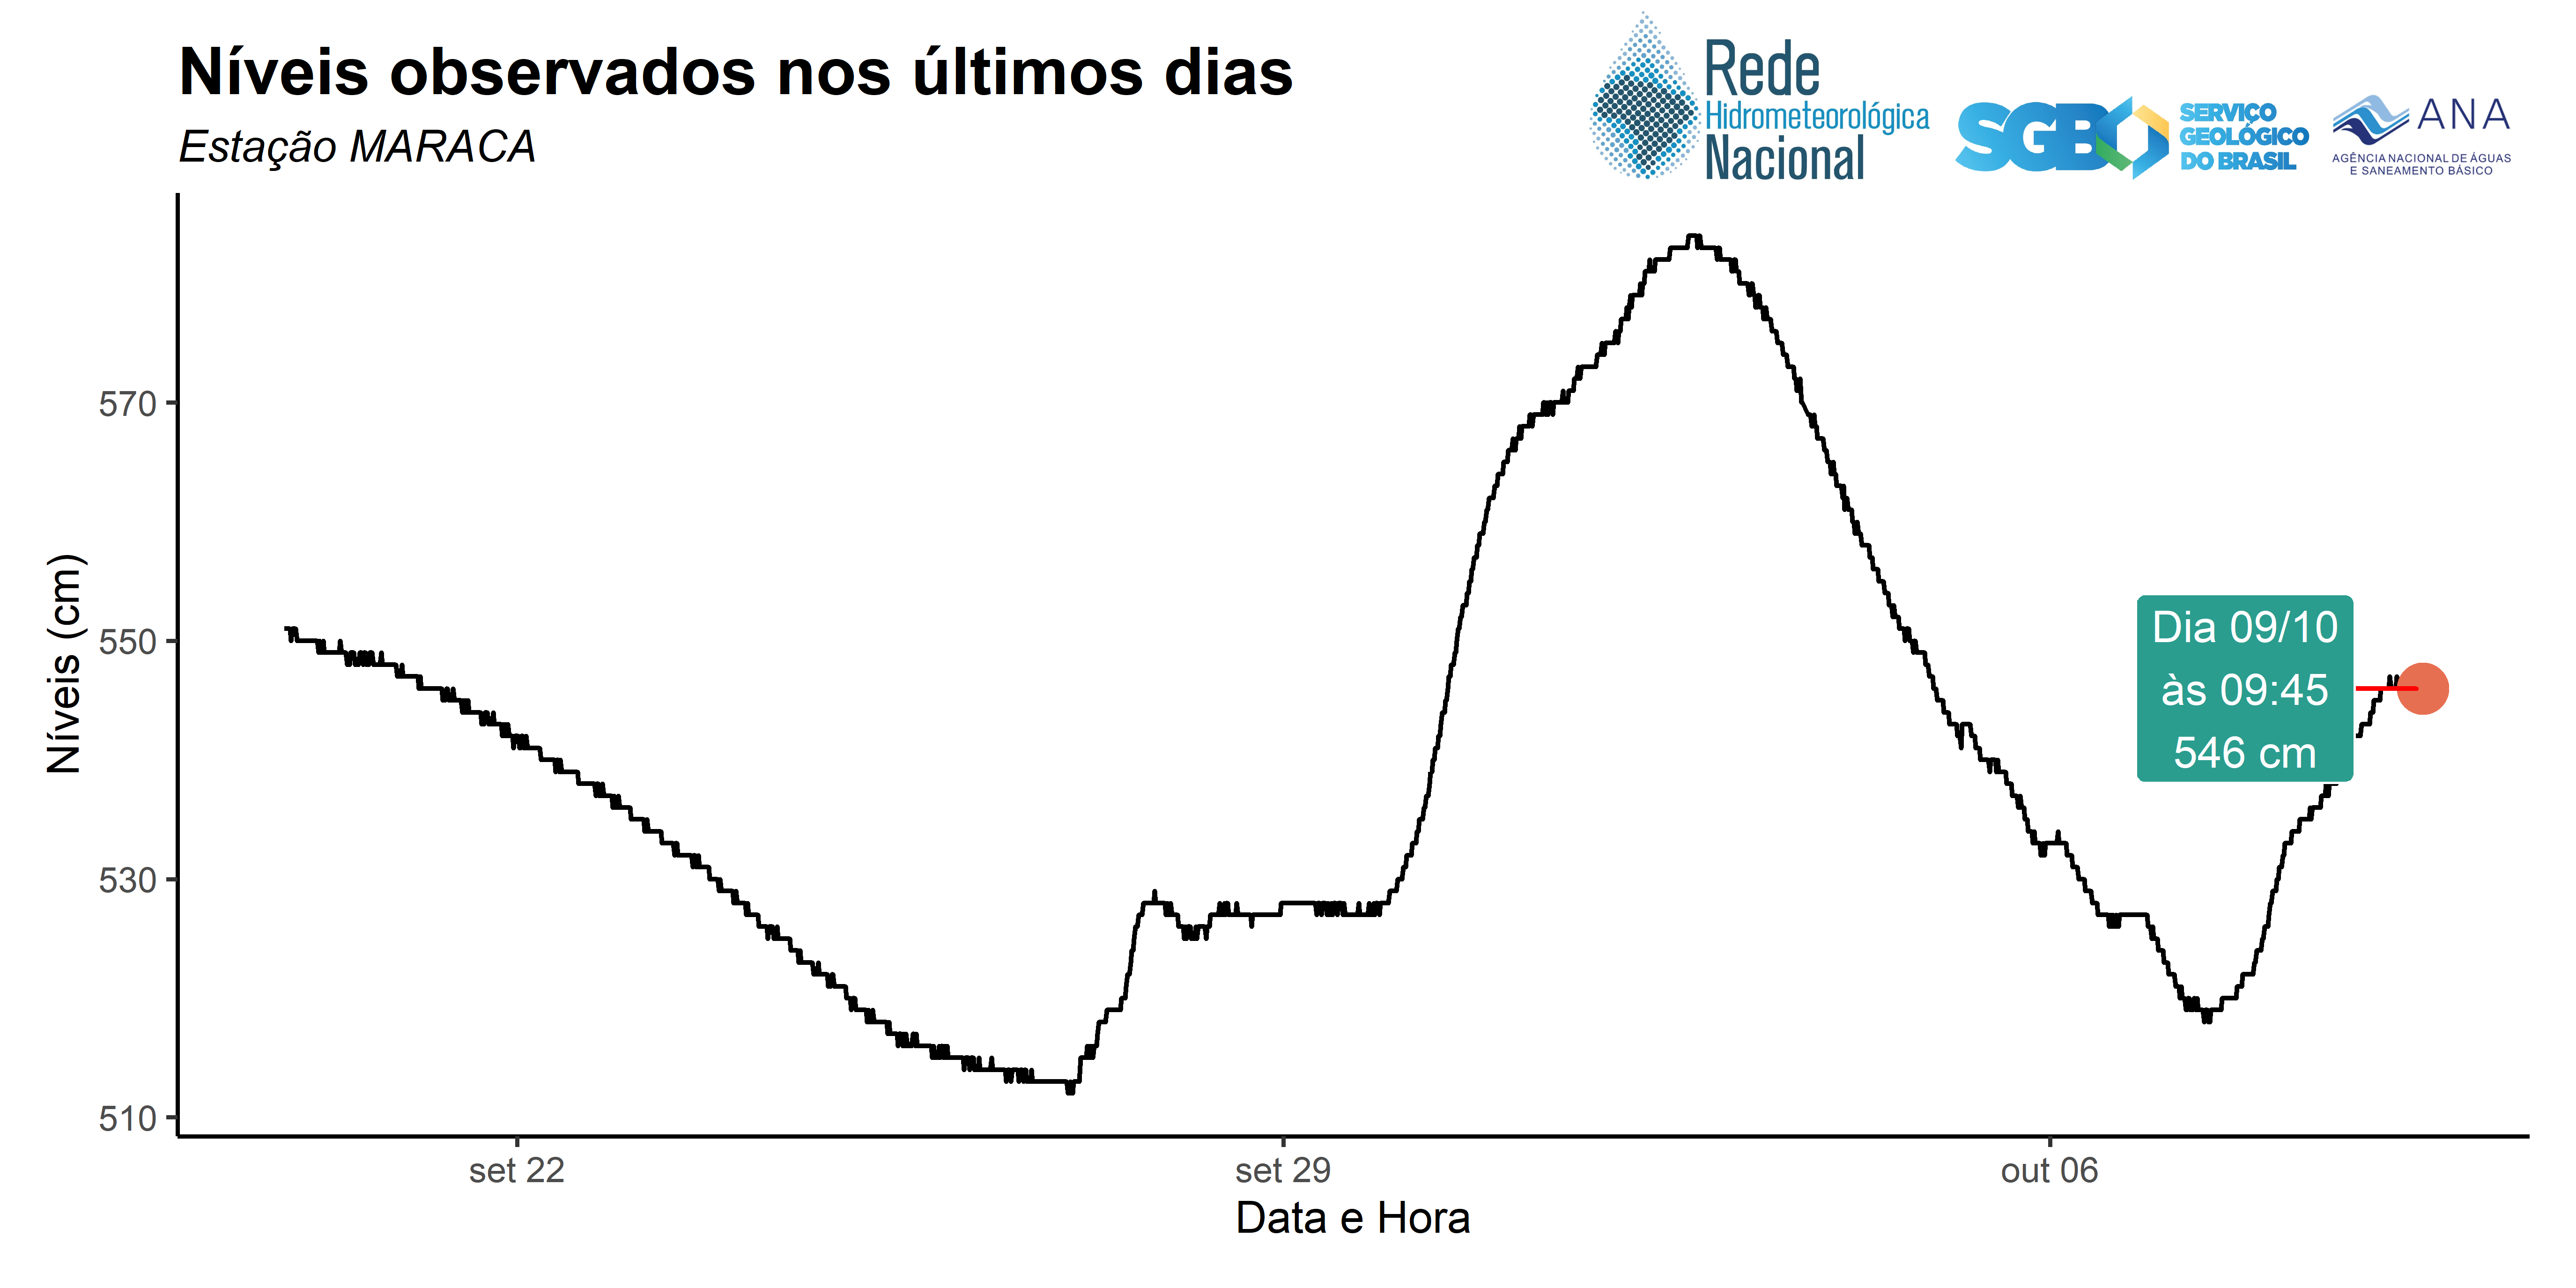 Níveis observados nos últimos dias
Estação MARACA
Rede
Hidrometeorológica
Nacional
SGB
SERVIÇO
GEOLÓGICO
DO BRASIL
ANA
AGÊNCIA NACIONAL DE ÁGUAS
E SANEAMENTO BÁSICO
Níveis (cm)
570
550
530
510
Dia 09/10
às 09:45
546 cm
set 22
set 29
out 06
Data e Hora